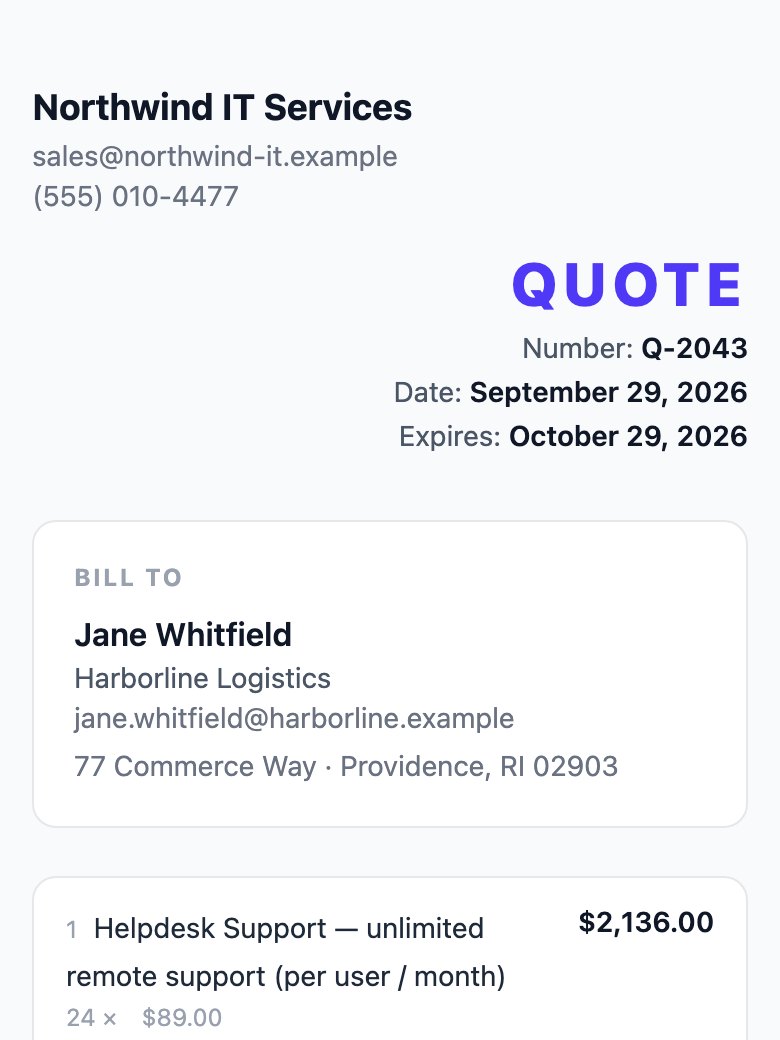 Northwind IT Services
sales@northwind-it.example
(555) 010-4477
QUOTE
Number: Q-2043
Date: September 29, 2026
Expires: October 29, 2026
BILL TO
Jane Whitfield
Harborline Logistics
jane.whitfield@harborline.example
77 Commerce Way · Providence, RI 02903
1 Helpdesk Support — unlimited $2,136.00
remote support (per user / month)
24 × $89.00